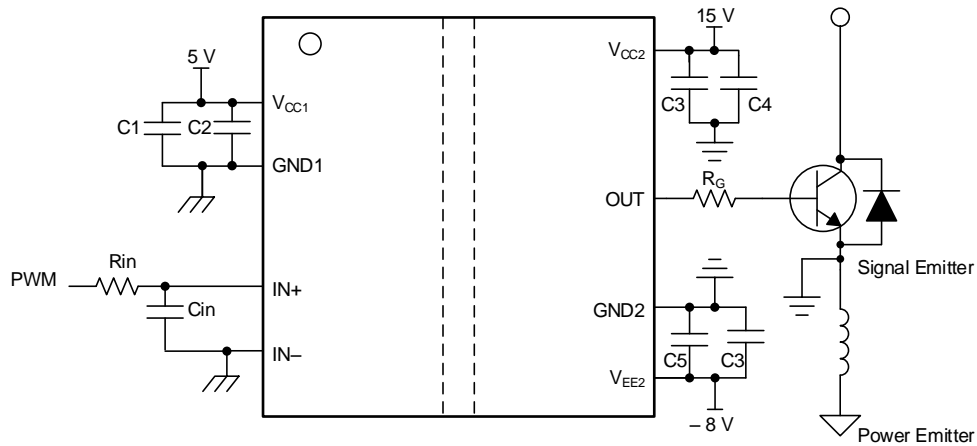 5 V
C1
C2
V_CC1
GND1
PWM
Rin
Cin
IN+
IN–
15 V
V_CC2
C3
C4
OUT
R_G
GND2
C5
C3
V_EE2
– 8 V
Signal Emitter
Power Emitter